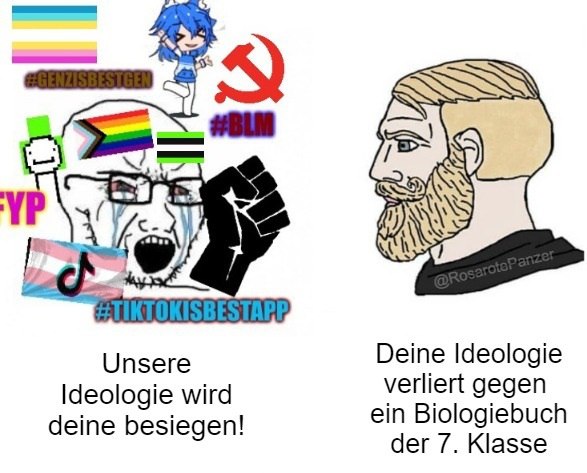 #GENZISBESTGEN
#BLM
FYP
#TIKTOKISBESTAPP
@RosarotePanzer
Unsere
Ideologie wird
deine besiegen!
Deine Ideologie
verliert gegen
ein Biologiebuch
der 7. Klasse